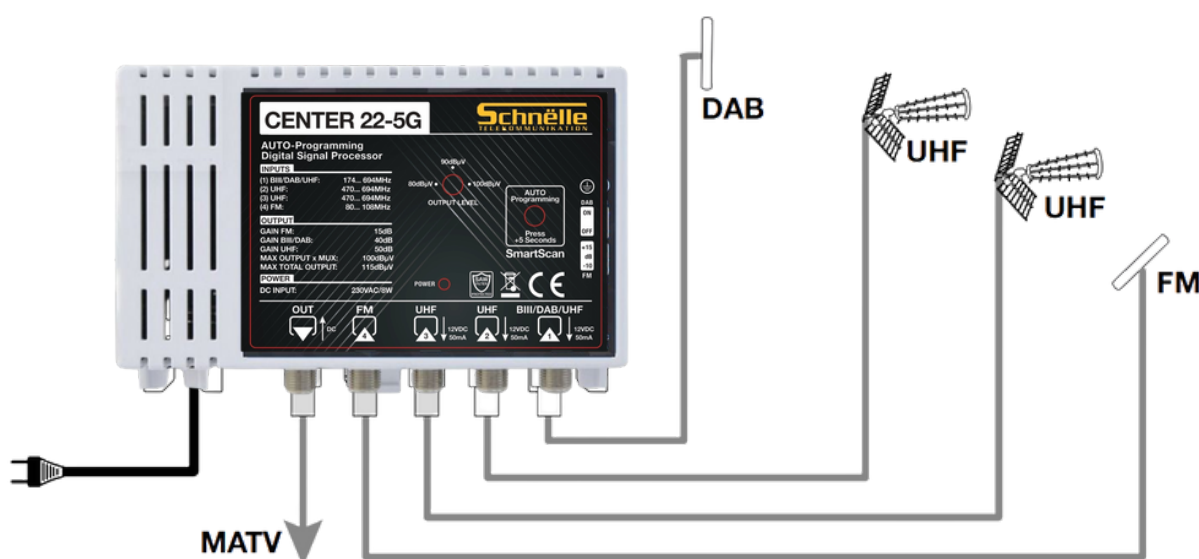 CENTER 22-5G
Schnëlle
TELEKOMMUNIKATION
AUTO-Programming
Digital Signal Processor
INPUTS
(1) BIII/DAB/UHF: 174... 694MHz
(2) UHF: 470... 694MHz
(3) UHF: 470... 694MHz
(4) FM: 80... 108MHz
OUTPUT
GAIN FM: 15dB
GAIN BIII/DAB: 40dB
GAIN UHF: 50dB
MAX OUTPUT x MUX: 100dBµV
MAX TOTAL OUTPUT: 115dBµV
POWER
DC INPUT: 230VAC/8W
90dBµV
80dBµV
100dBµV
OUTPUT LEVEL
AUTO
Programming
Press
+5 Seconds
SmartScan
DAB
ON
OFF
+15
dB
-10
FM
POWER
CE
OUT
DC
FM
4
UHF
3
12VDC
50mA
UHF
2
12VDC
50mA
BIII/DAB/UHF
1
12VDC
50mA
DAB
UHF
UHF
FM
MATV